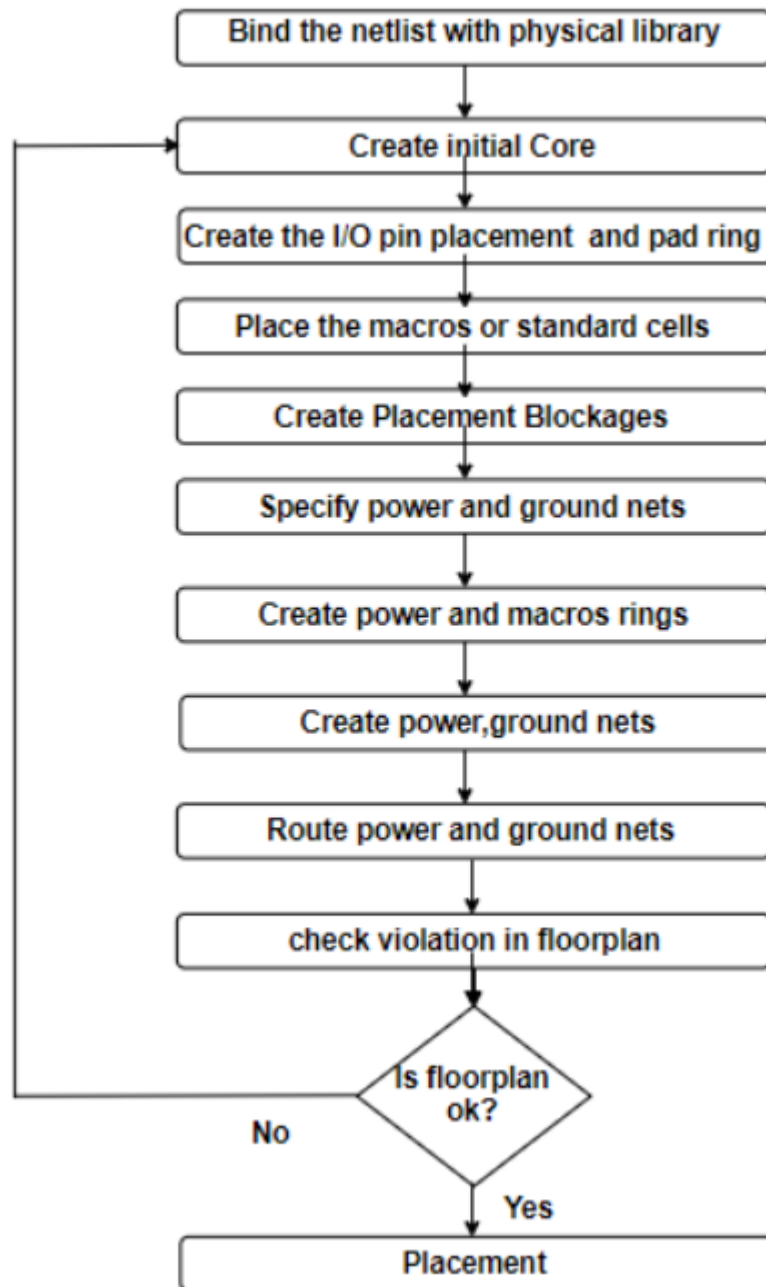 Bind the netlist with physical library
Create initial Core
Create the I/O pin placement and pad ring
Place the macros or standard cells
Create Placement Blockages
Specify power and ground nets
Create power and macros rings
Create power,ground nets
Route power and ground nets
check violation in floorplan
Is floorplan
ok?
No
Yes
Placement